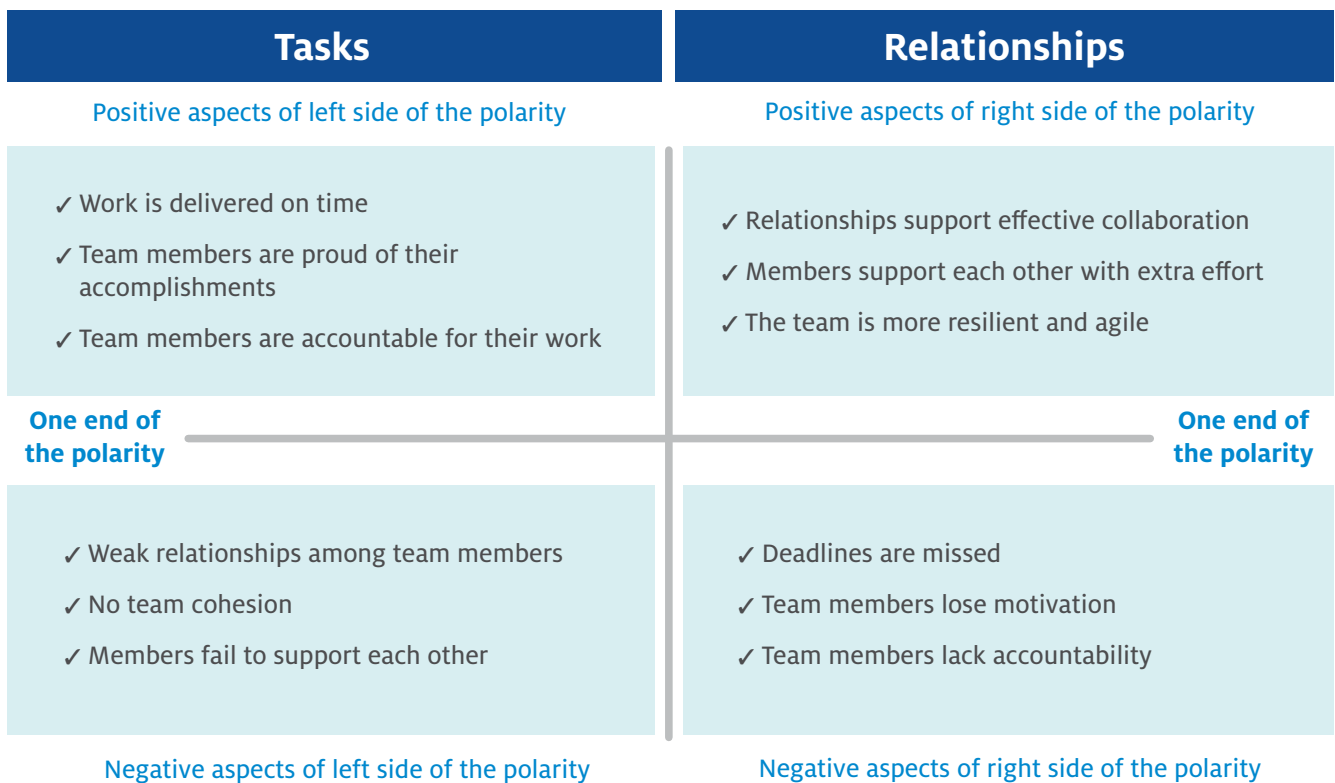 Tasks
Relationships
Positive aspects of left side of the polarity
Positive aspects of right side of the polarity
✓ Work is delivered on time
✓ Team members are proud of their
accomplishments
✓ Team members are accountable for their work
✓ Relationships support effective collaboration
✓ Members support each other with extra effort
✓ The team is more resilient and agile
One end of
the polarity
One end of
the polarity
✓ Weak relationships among team members
✓ No team cohesion
✓ Members fail to support each other
✓ Deadlines are missed
✓ Team members lose motivation
✓ Team members lack accountability
Negative aspects of left side of the polarity
Negative aspects of right side of the polarity